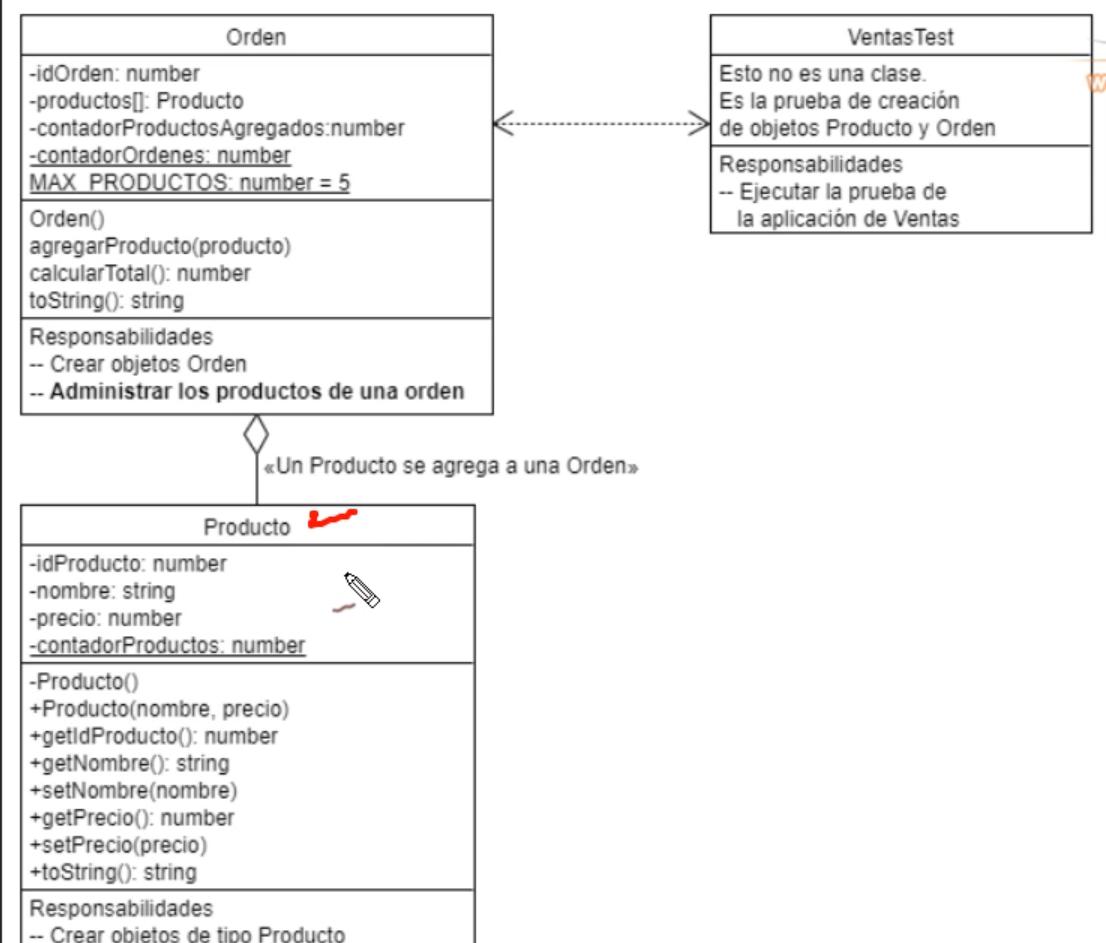 Orden
-idOrden: number
-productos[]: Producto
-contadorProductosAgregados:number
-contadorOrdenes: number
MAX_PRODUCTOS: number = 5
Orden()
agregarProducto(producto)
calcularTotal(): number
toString(): string
Responsabilidades
-- Crear objetos Orden
-- Administrar los productos de una orden
VentasTest
Esto no es una clase.
Es la prueba de creación
de objetos Producto y Orden
Responsabilidades
-- Ejecutar la prueba de
la aplicación de Ventas
«Un Producto se agrega a una Orden»
Producto
-idProducto: number
-nombre: string
-precio: number
-contadorProductos: number
-Producto()
+Producto(nombre, precio)
+getIdProducto(): number
+getNombre(): string
+setNombre(nombre)
+getPrecio(): number
+setPrecio(precio)
+toString(): string
Responsabilidades
-- Crear objetos de tipo Producto